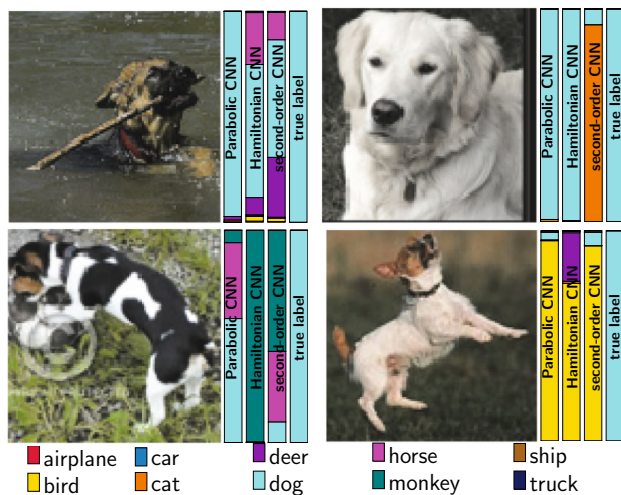 Parabolic CNN
Hamiltonian CNN
second-order CNN
true label
Parabolic CNN
Hamiltonian CNN
second-order CNN
true label
Parabolic CNN
Hamiltonian CNN
second-order CNN
true label
Parabolic CNN
Hamiltonian CNN
second-order CNN
true label
airplane car deer horse ship
bird cat dog monkey truck